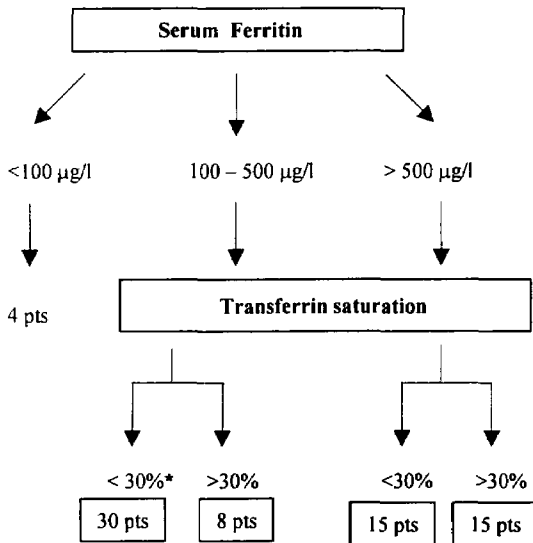 Serum Ferritin
<100 µg/l 100 – 500 µg/l > 500 µg/l
4 pts
Transferrin saturation
< 30%* >30% <30% >30%
30 pts 8 pts 15 pts 15 pts